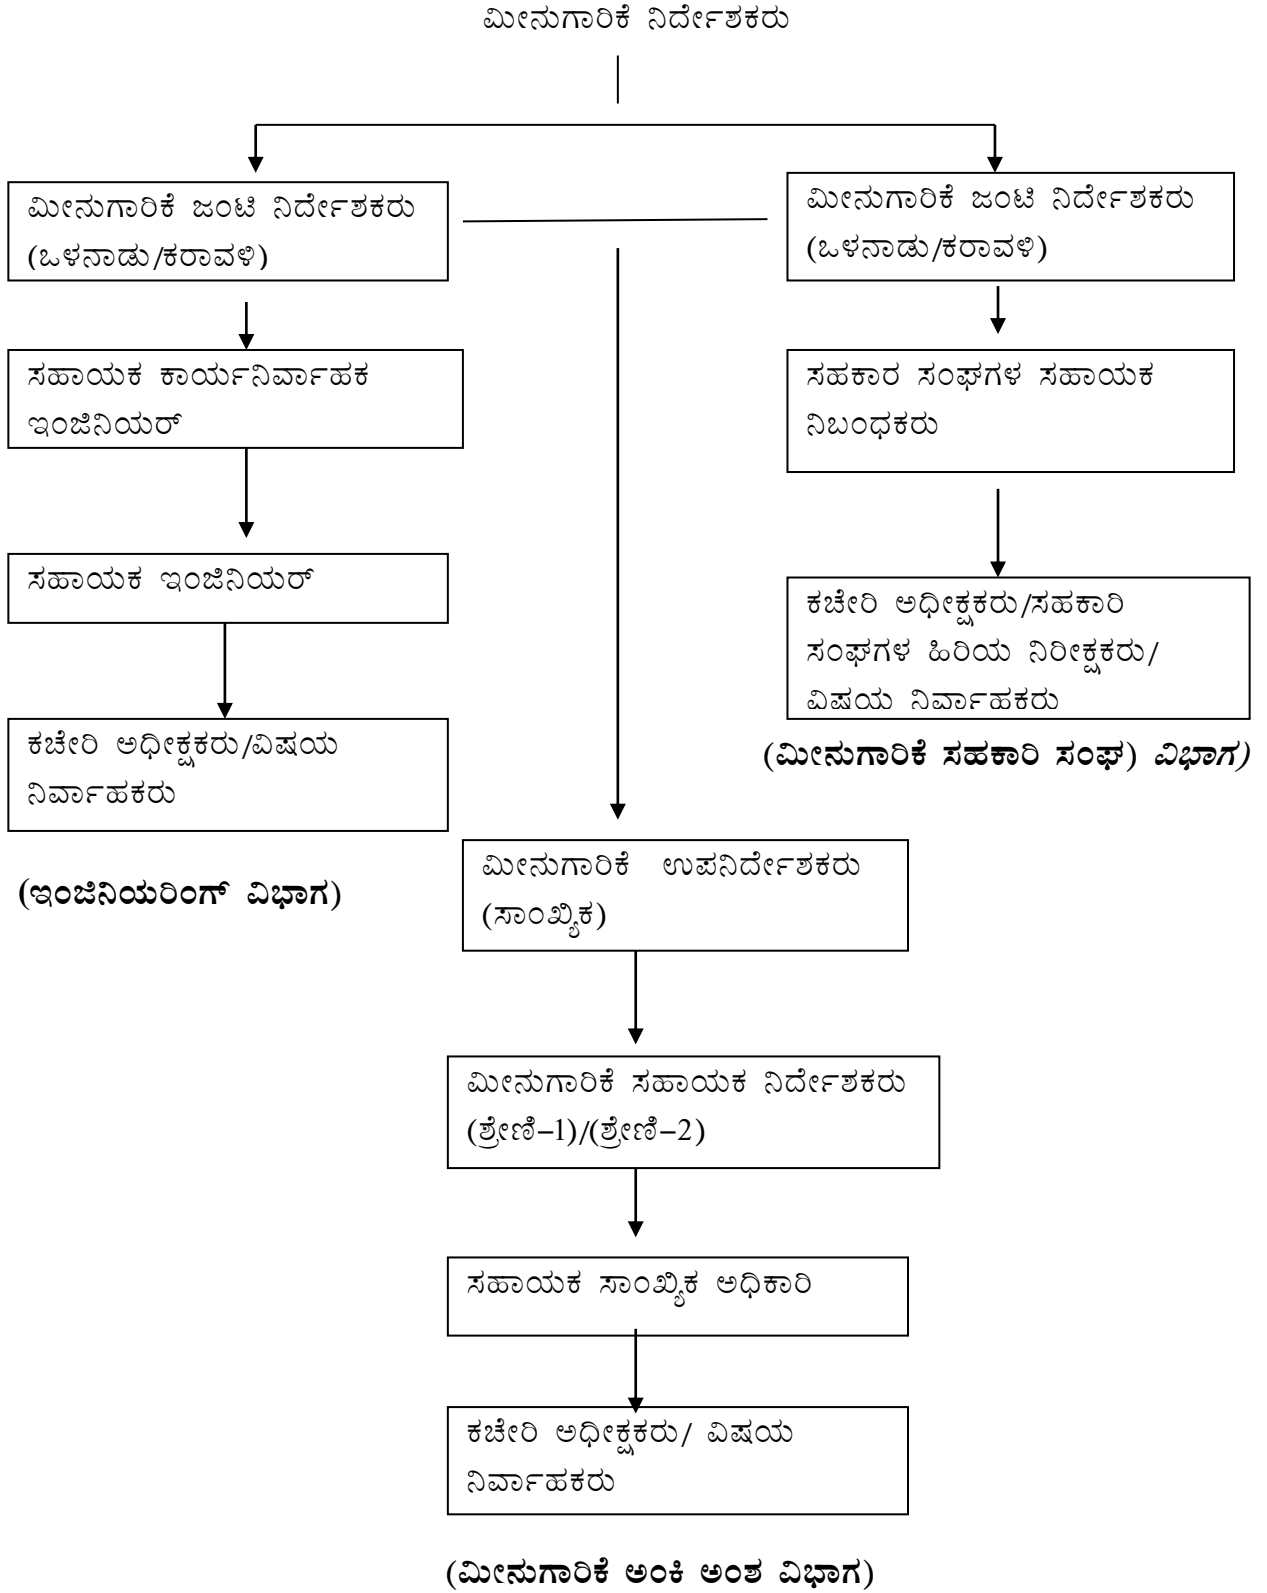 ಮೀನುಗಾರಿಕೆ ನಿರ್ದೇಶಕರು
ಮೀನುಗಾರಿಕೆ ಜಂಟಿ ನಿರ್ದೇಶಕರು
(ಒಳನಾಡು/ಕರಾವಳಿ)
ಮೀನುಗಾರಿಕೆ ಜಂಟಿ ನಿರ್ದೇಶಕರು
(ಒಳನಾಡು/ಕರಾವಳಿ)
ಸಹಾಯಕ ಕಾರ್ಯನಿರ್ವಾಹಕ
ಇಂಜಿನಿಯರ್
ಸಹಕಾರ ಸಂಘಗಳ ಸಹಾಯಕ
ನಿಬಂಧಕರು
ಸಹಾಯಕ ಇಂಜಿನಿಯರ್
ಕಚೇರಿ ಅಧೀಕ್ಷಕರು/ಸಹಕಾರಿ
ಸಂಘಗಳ ಹಿರಿಯ ನಿರೀಕ್ಷಕರು/
ವಿಷಯ ನಿರ್ವಾಹಕರು
ಕಚೇರಿ ಅಧೀಕ್ಷಕರು/ವಿಷಯ
ನಿರ್ವಾಹಕರು
(ಮೀನುಗಾರಿಕೆ ಸಹಕಾರಿ ಸಂಘ) ವಿಭಾಗ)
(ಇಂಜಿನಿಯರಿಂಗ್ ವಿಭಾಗ)
ಮೀನುಗಾರಿಕೆ ಉಪನಿರ್ದೇಶಕರು
(ಸಾಂಖ್ಯಿಕ)
ಮೀನುಗಾರಿಕೆ ಸಹಾಯಕ ನಿರ್ದೇಶಕರು
(ಶ್ರೇಣಿ–1)/(ಶ್ರೇಣಿ–2)
ಸಹಾಯಕ ಸಾಂಖ್ಯಿಕ ಅಧಿಕಾರಿ
ಕಚೇರಿ ಅಧೀಕ್ಷಕರು/ ವಿಷಯ
ನಿರ್ವಾಹಕರು
(ಮೀನುಗಾರಿಕೆ ಅಂಕಿ ಅಂಶ ವಿಭಾಗ)